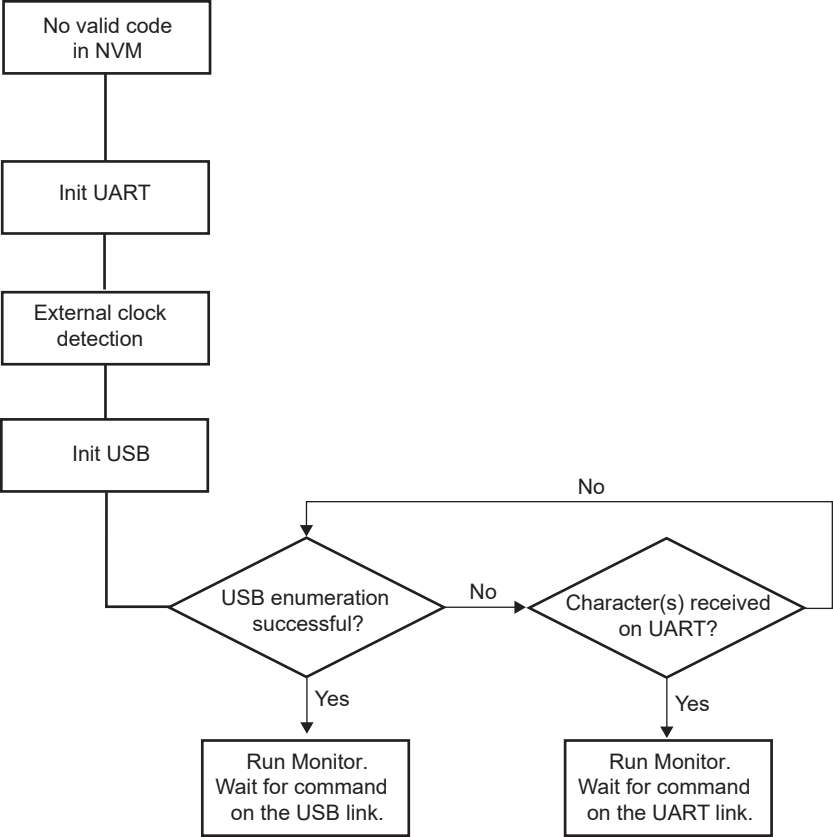 No valid code
in NVM
Init UART
External clock
detection
Init USB
No
USB enumeration
successful?
No
Character(s) received
on UART?
Yes
Yes
Run Monitor.
Wait for command
on the USB link.
Run Monitor.
Wait for command
on the UART link.